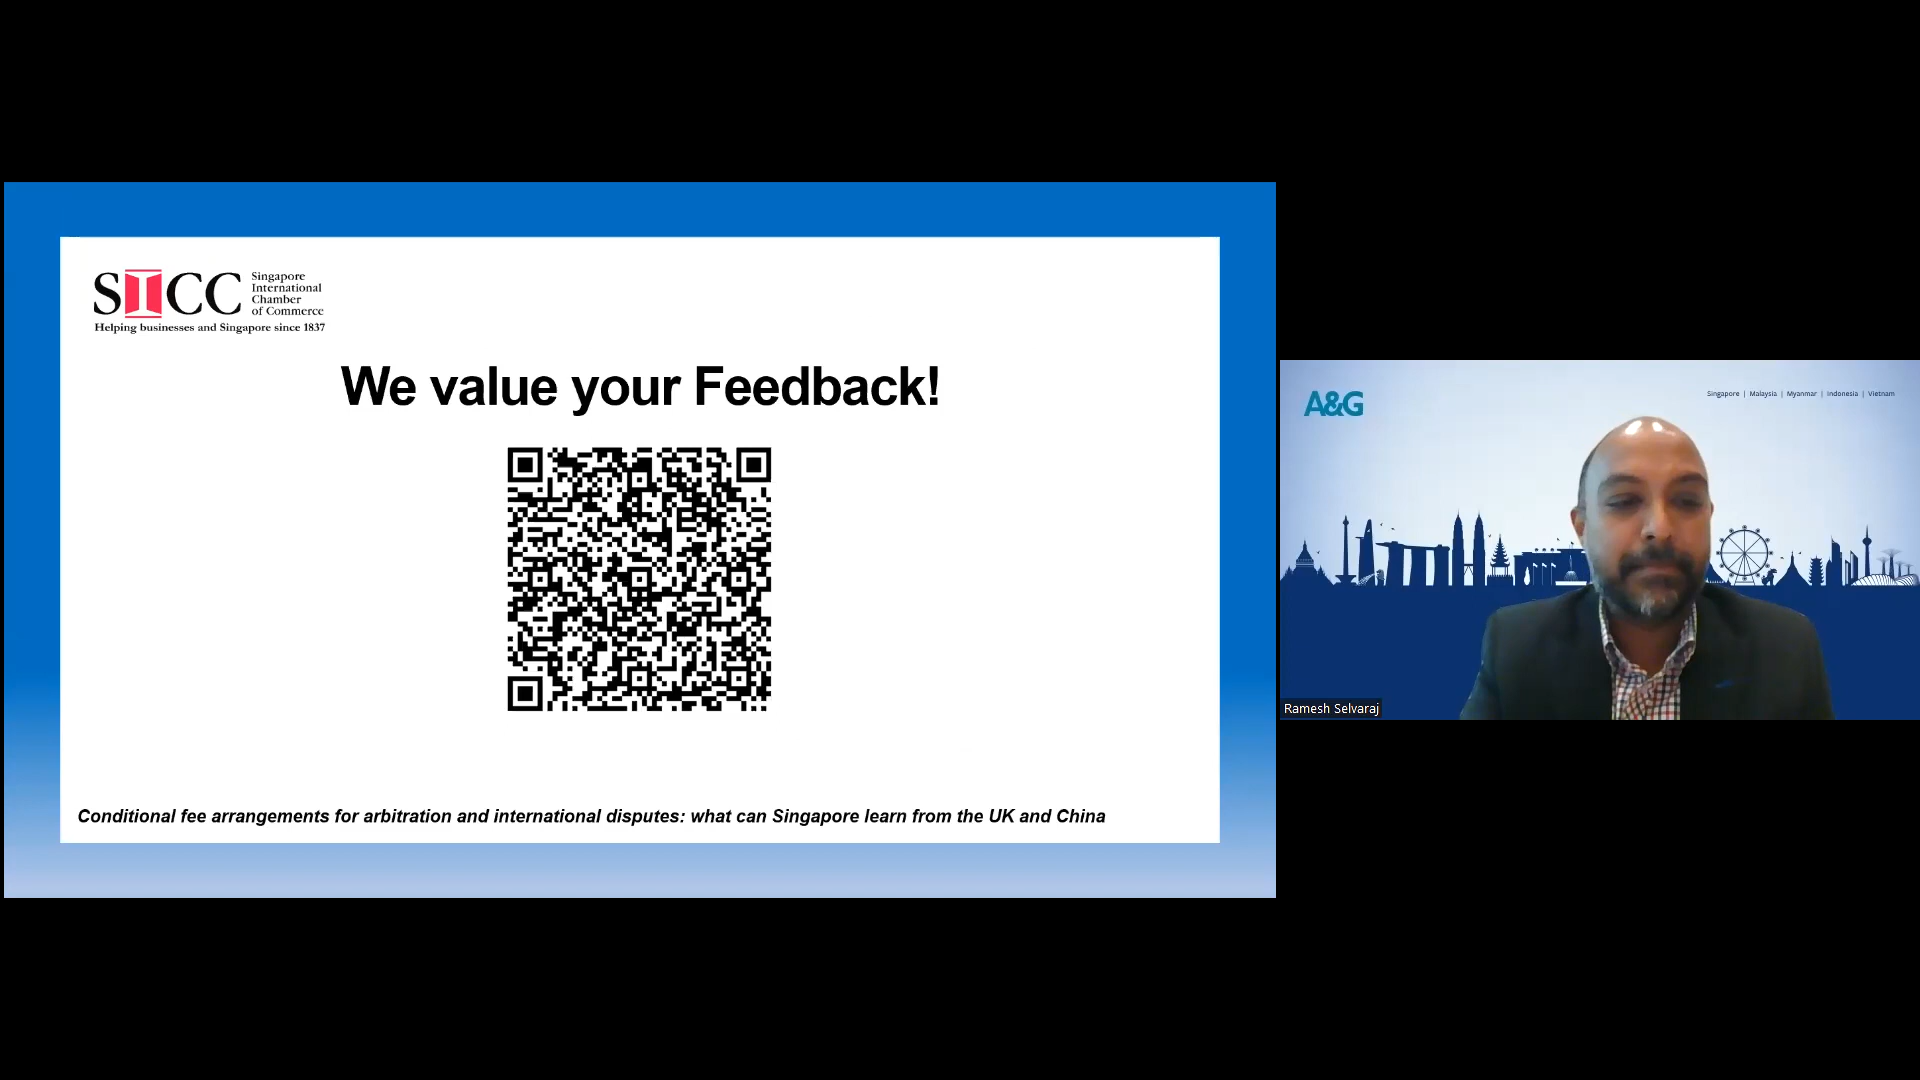 SICC
Singapore
International
Chamber
of Commerce
Helping businesses and Singapore since 1837
We value your Feedback!
Conditional fee arrangements for arbitration and international disputes: what can Singapore learn from the UK and China
A&G
Singapore | Malaysia | Myanmar | Indonesia | Vietnam
Ramesh Selvaraj